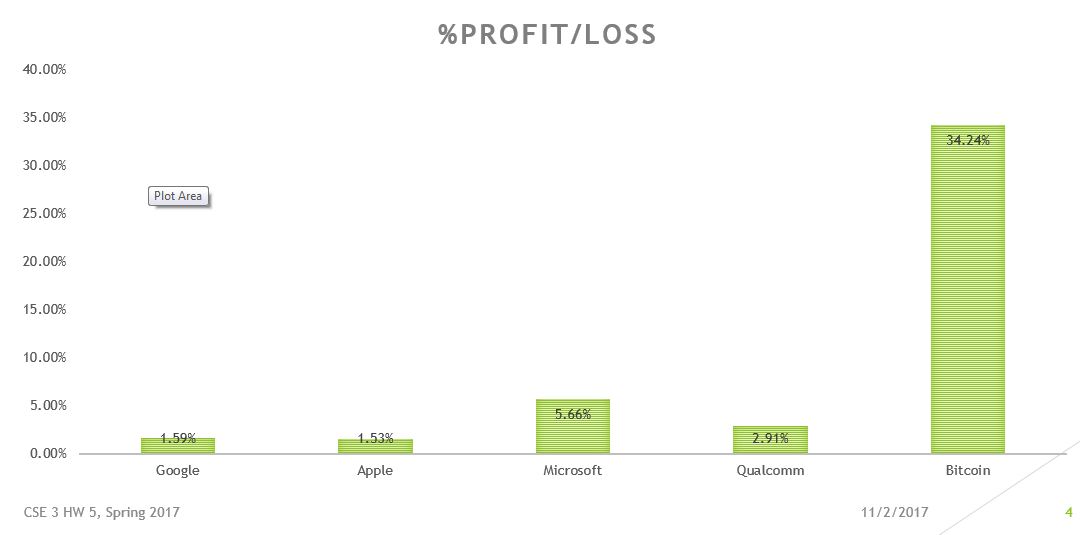 %PROFIT/LOSS
40.00%
35.00%
34.24%
30.00%
Plot Area
25.00%
20.00%
15.00%
10.00%
5.00%
5.66%
1.59% 1.53% 2.91%
0.00%
Google Apple Microsoft Qualcomm Bitcoin
CSE 3 HW 5, Spring 2017 11/2/2017 4